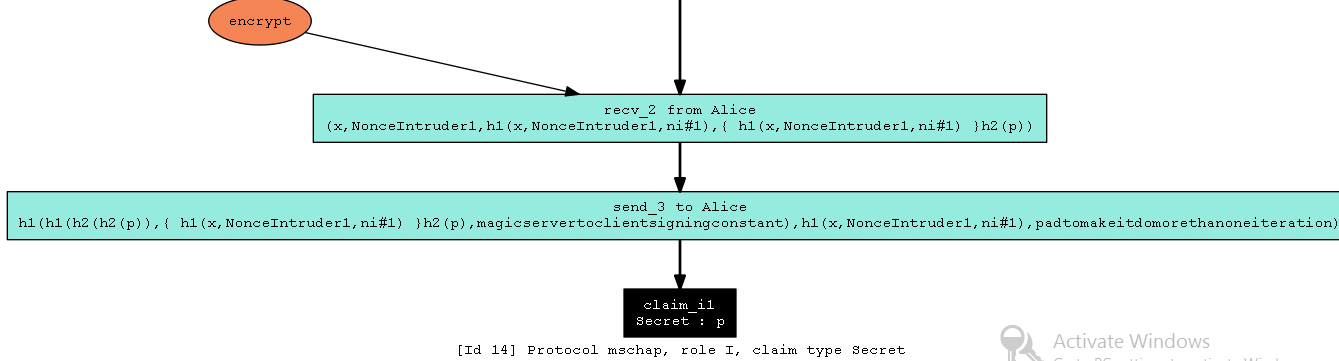 encrypt
recv_2 from Alice
(x,NonceIntruder1,h1(x,NonceIntruder1,ni#1),{ h1(x,NonceIntruder1,ni#1) }h2(p))
send_3 to Alice
h1(h1(h2(h2(p)),{ h1(x,NonceIntruder1,ni#1) }h2(p),magicservertoclientsigningconstant),h1(x,NonceIntruder1,ni#1),padtomakeitdomorethanoneiteration)
claim_i1
Secret : p
[Id 14] Protocol mschap, role I, claim type Secret
Activate Windows